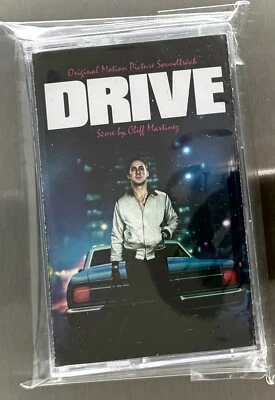 Original Motion Picture Soundtrack
DRIVE
Score by Cliff Martinez